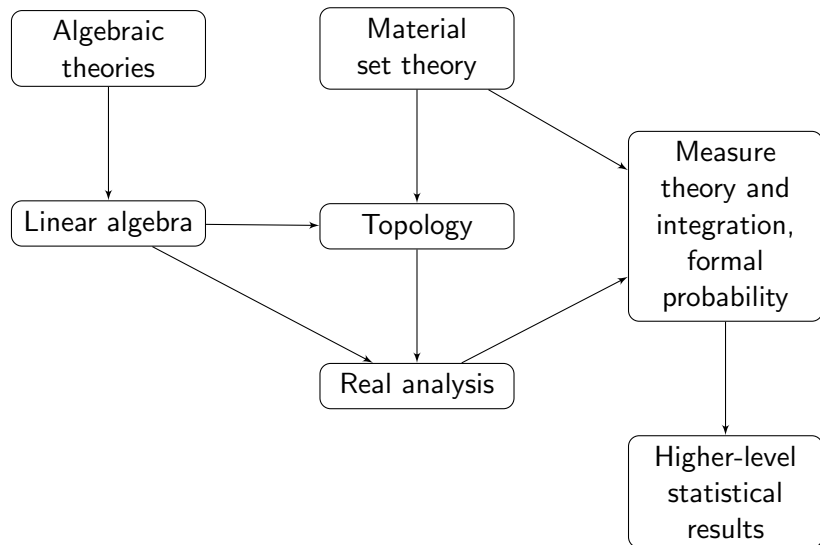 Algebraic
theories
Material
set theory
Measure
theory and
integration,
formal
probability
Linear algebra
Topology
Real analysis
Higher-level
statistical
results